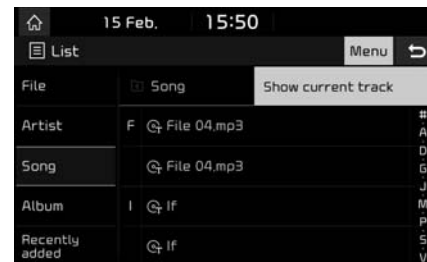 15 Feb. 15:50
List Menu
File Song Show current track
Artist F File 04.mp3
Song File 04.mp3
Album I If
Recently added If
#
A
D
G
J
M
P
S
V